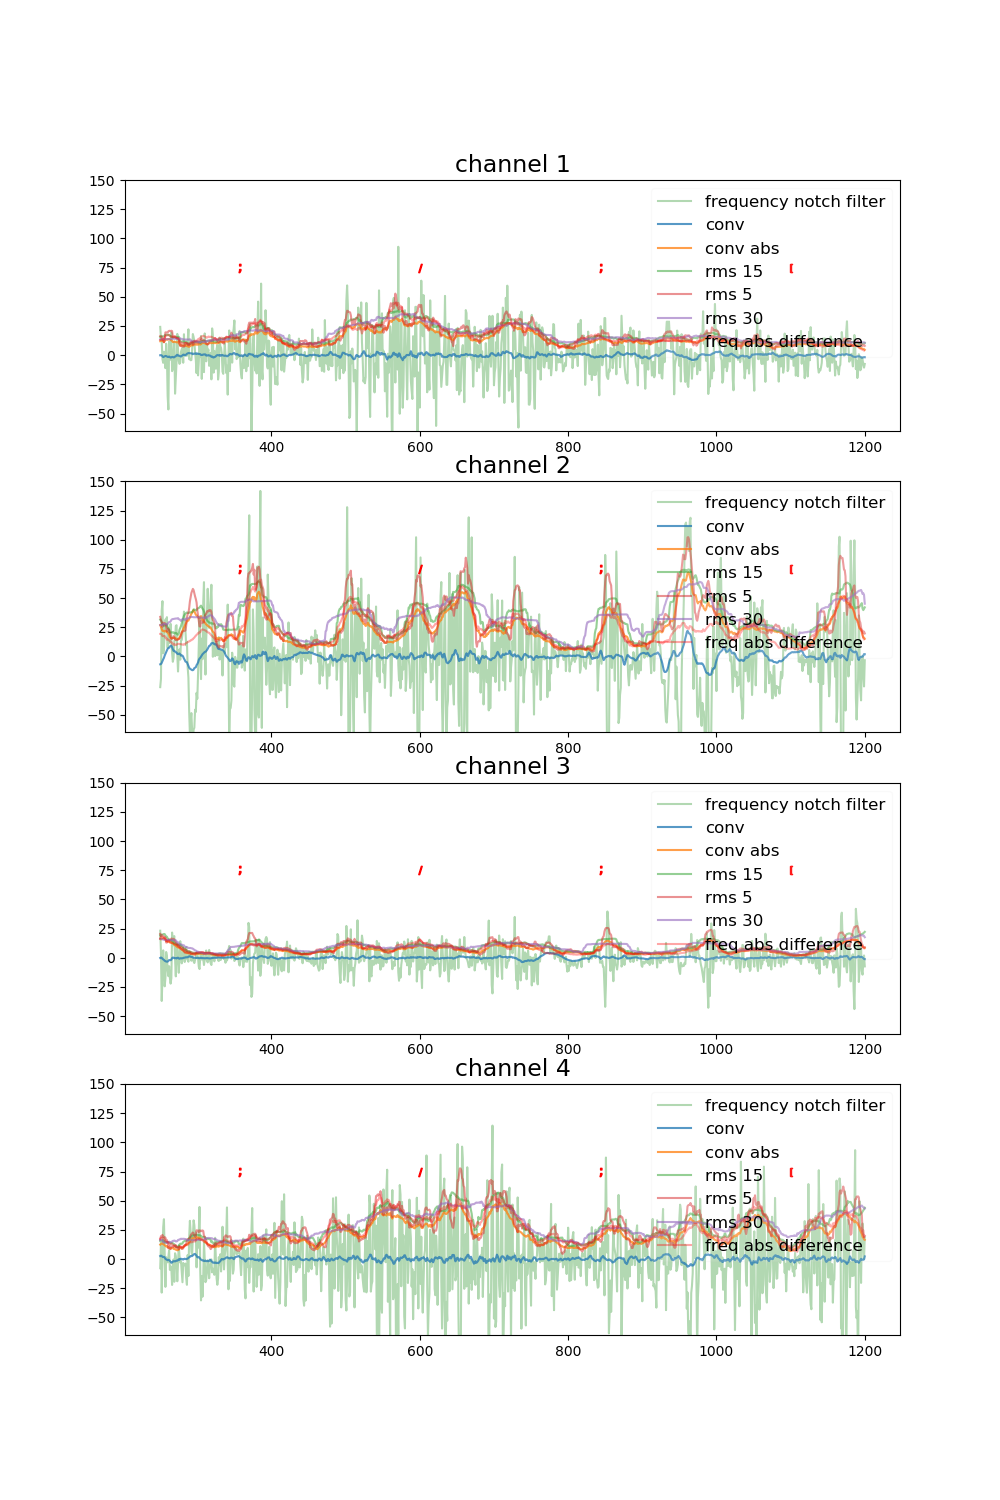 channel 1
150
125
100
75
50
25
0
−25
−50
; / ; [
frequency notch filter
conv
conv abs
rms 15
rms 5
rms 30
freq abs difference
400 600 800 1000 1200
channel 2
150
125
100
75
50
25
0
−25
−50
; / ; [
frequency notch filter
conv
conv abs
rms 15
rms 5
rms 30
freq abs difference
400 600 800 1000 1200
channel 3
150
125
100
75
50
25
0
−25
−50
; / ; [
frequency notch filter
conv
conv abs
rms 15
rms 5
rms 30
freq abs difference
400 600 800 1000 1200
channel 4
150
125
100
75
50
25
0
−25
−50
; / ; [
frequency notch filter
conv
conv abs
rms 15
rms 5
rms 30
freq abs difference
400 600 800 1000 1200